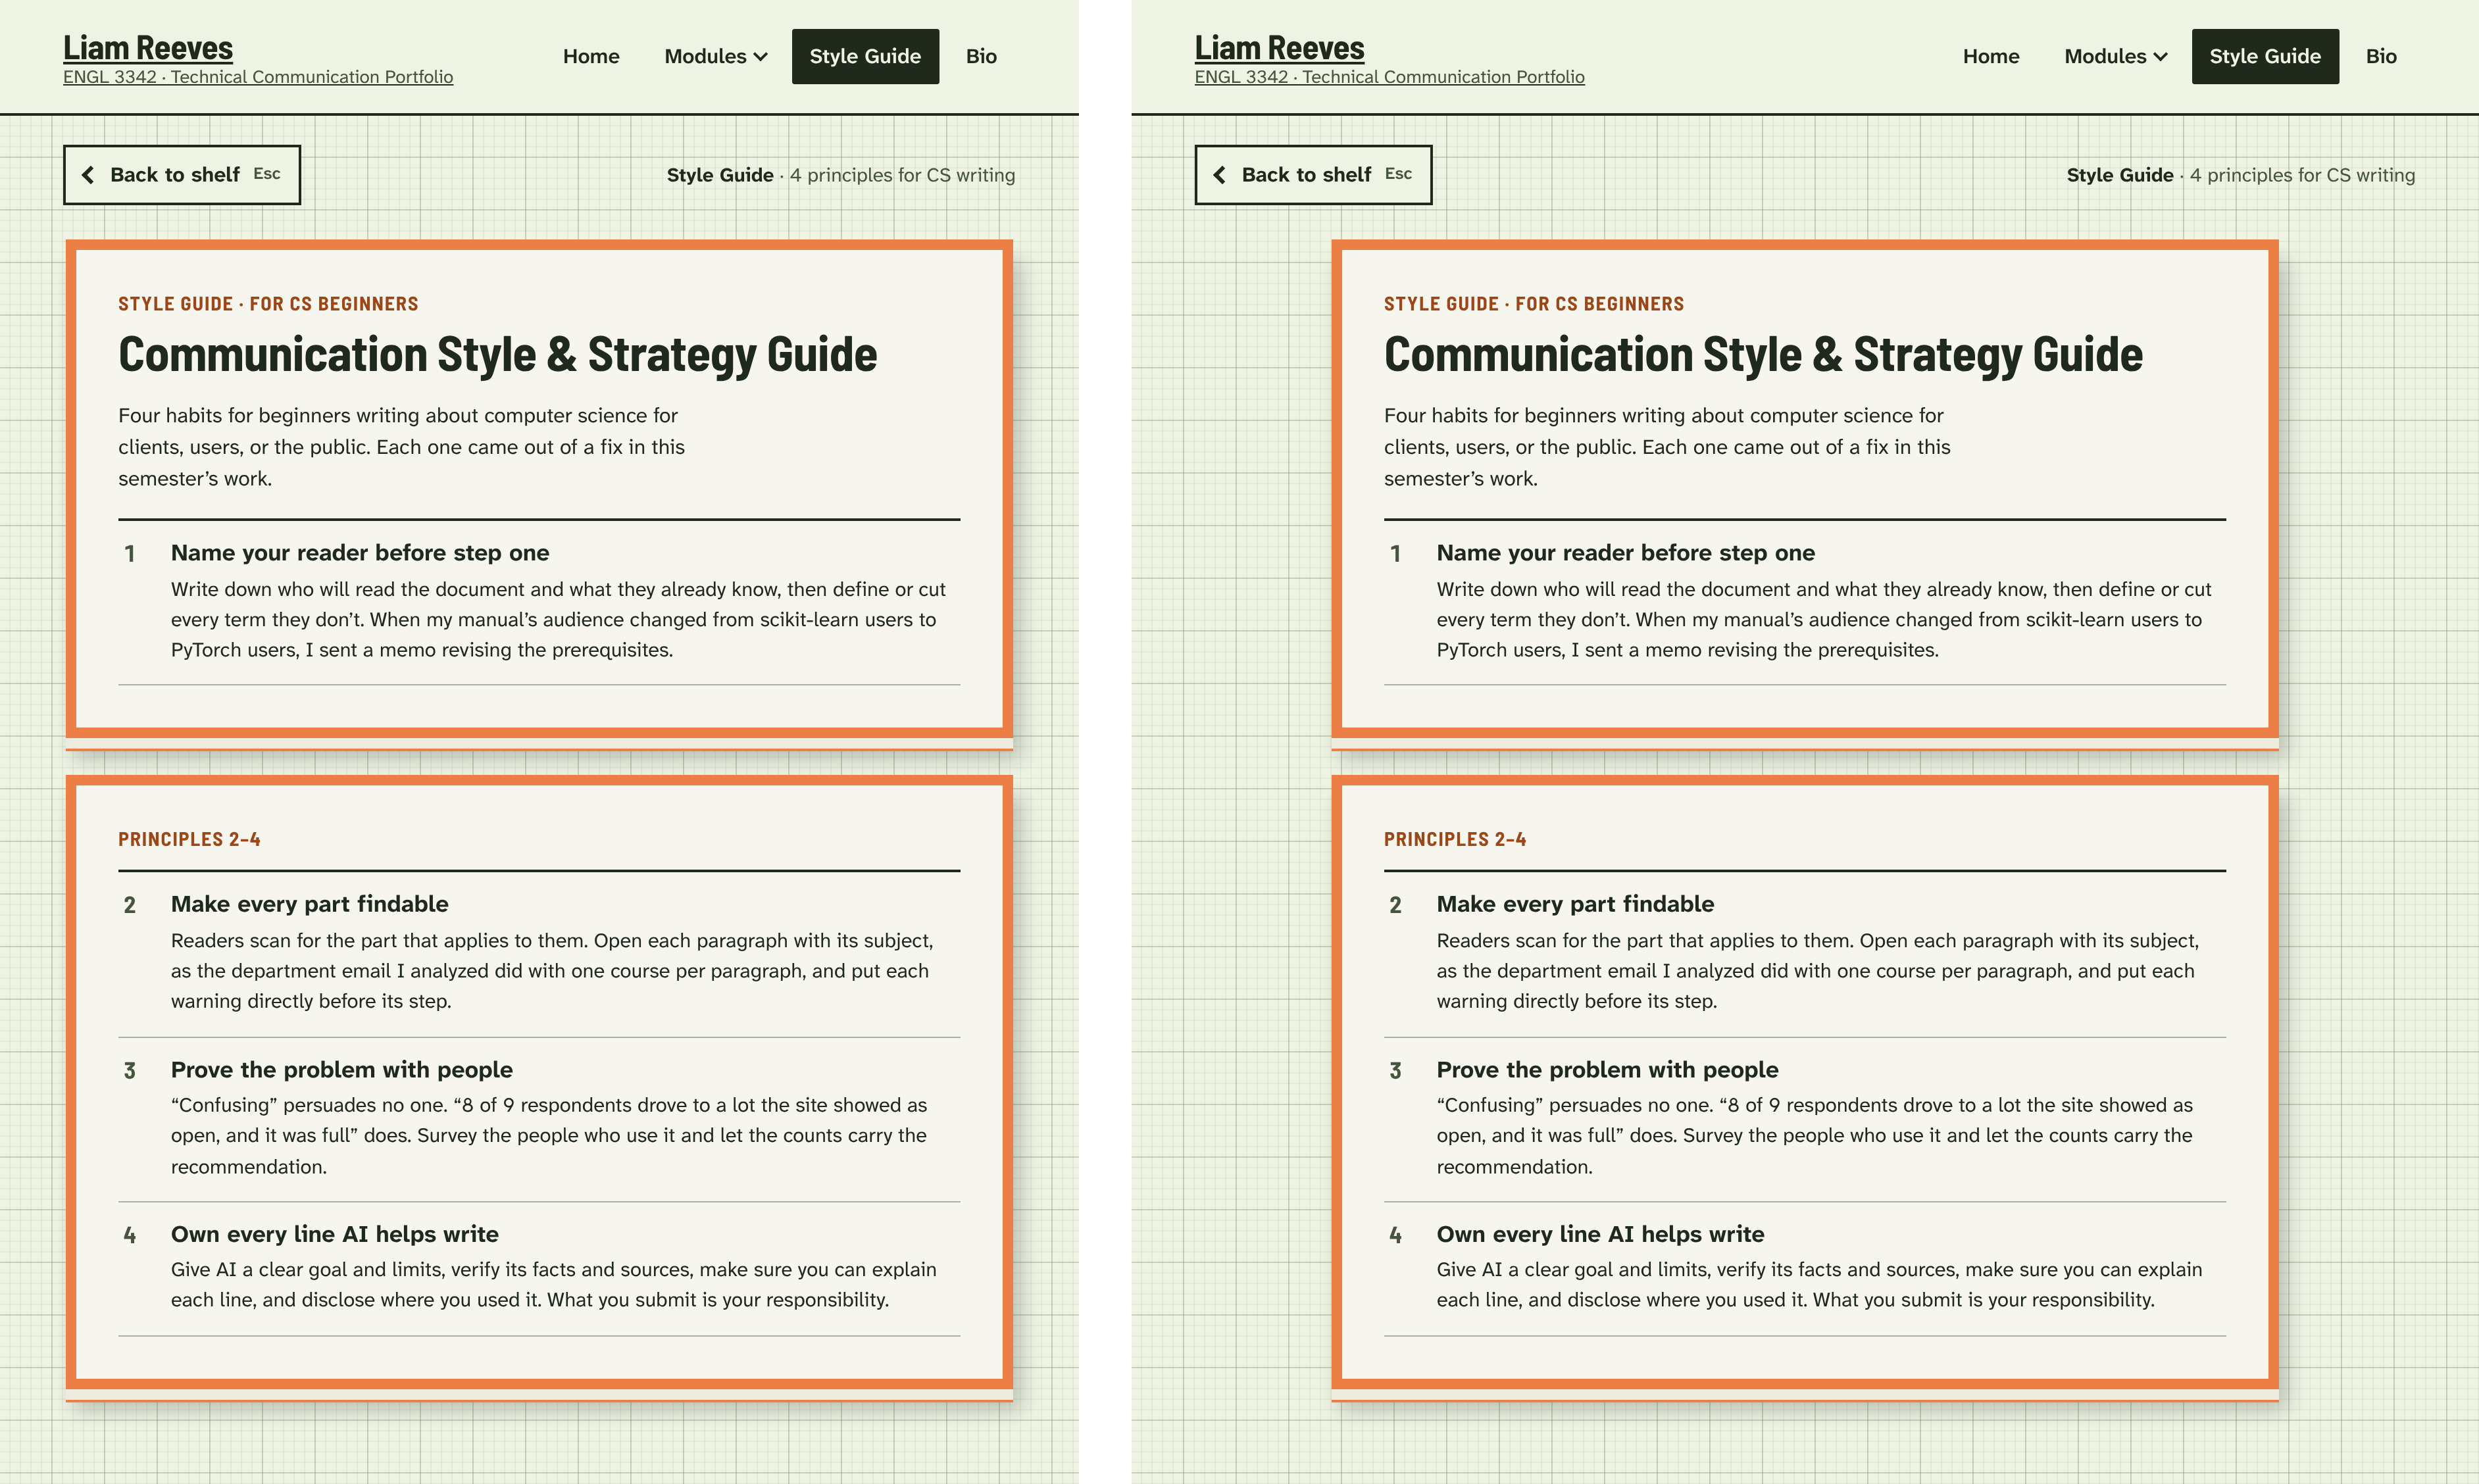 Liam Reeves
ENGL 3342 · Technical Communication Portfolio
Home Modules Style Guide Bio
Back to shelf Esc
Style Guide · 4 principles for CS writing
STYLE GUIDE · FOR CS BEGINNERS
Communication Style & Strategy Guide
Four habits for beginners writing about computer science for
clients, users, or the public. Each one came out of a fix in this
semester’s work.
1 Name your reader before step one
Write down who will read the document and what they already know, then define or cut
every term they don’t. When my manual’s audience changed from scikit-learn users to
PyTorch users, I sent a memo revising the prerequisites.
PRINCIPLES 2–4
2 Make every part findable
Readers scan for the part that applies to them. Open each paragraph with its subject,
as the department email I analyzed did with one course per paragraph, and put each
warning directly before its step.
3 Prove the problem with people
“Confusing” persuades no one. “8 of 9 respondents drove to a lot the site showed as
open, and it was full” does. Survey the people who use it and let the counts carry the
recommendation.
4 Own every line AI helps write
Give AI a clear goal and limits, verify its facts and sources, make sure you can explain
each line, and disclose where you used it. What you submit is your responsibility.
Liam Reeves
ENGL 3342 · Technical Communication Portfolio
Home Modules Style Guide Bio
Back to shelf Esc
Style Guide · 4 principles for CS writing
STYLE GUIDE · FOR CS BEGINNERS
Communication Style & Strategy Guide
Four habits for beginners writing about computer science for
clients, users, or the public. Each one came out of a fix in this
semester’s work.
1 Name your reader before step one
Write down who will read the document and what they already know, then define or cut
every term they don’t. When my manual’s audience changed from scikit-learn users to
PyTorch users, I sent a memo revising the prerequisites.
PRINCIPLES 2–4
2 Make every part findable
Readers scan for the part that applies to them. Open each paragraph with its subject,
as the department email I analyzed did with one course per paragraph, and put each
warning directly before its step.
3 Prove the problem with people
“Confusing” persuades no one. “8 of 9 respondents drove to a lot the site showed as
open, and it was full” does. Survey the people who use it and let the counts carry the
recommendation.
4 Own every line AI helps write
Give AI a clear goal and limits, verify its facts and sources, make sure you can explain
each line, and disclose where you used it. What you submit is your responsibility.